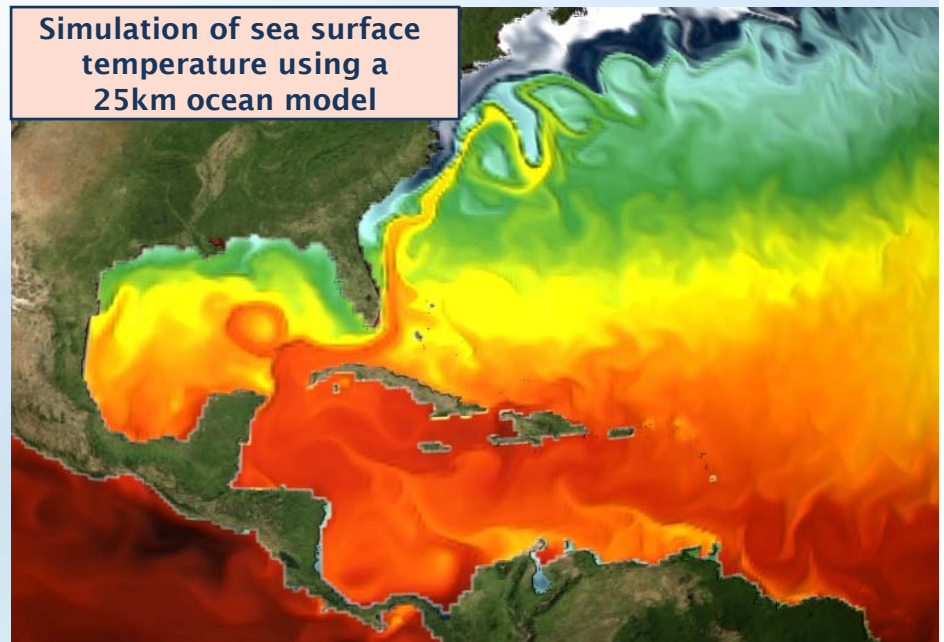 Simulation of sea surface
temperature using a
25km ocean model